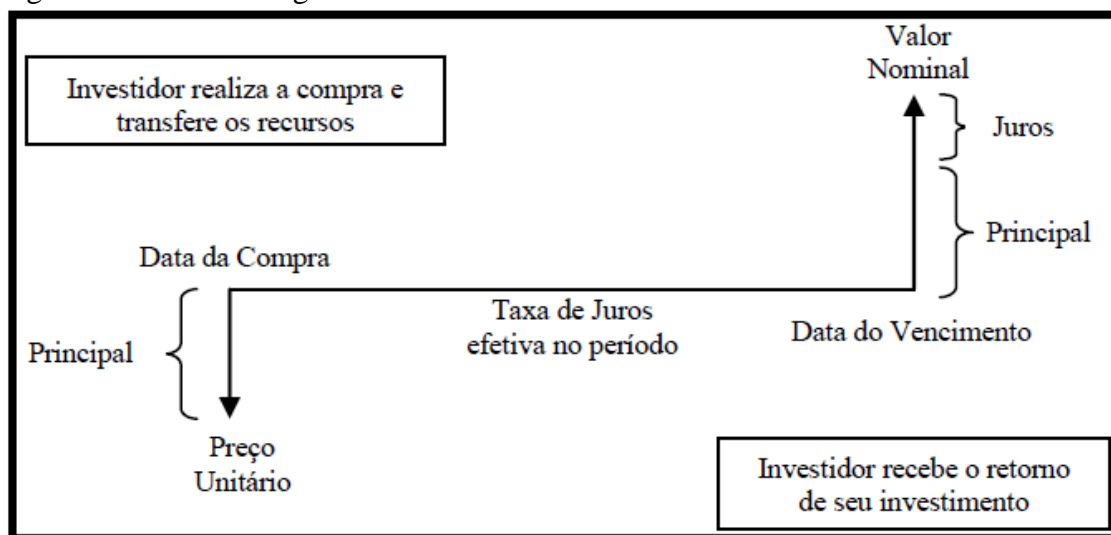 Valor
Nominal
Investidor realiza a compra e
transfere os recursos
Juros
Principal
Data da Compra
Taxa de Juros
efetiva no período
Data do Vencimento
Principal
Preço
Unitário
Investidor recebe o retorno
de seu investimento